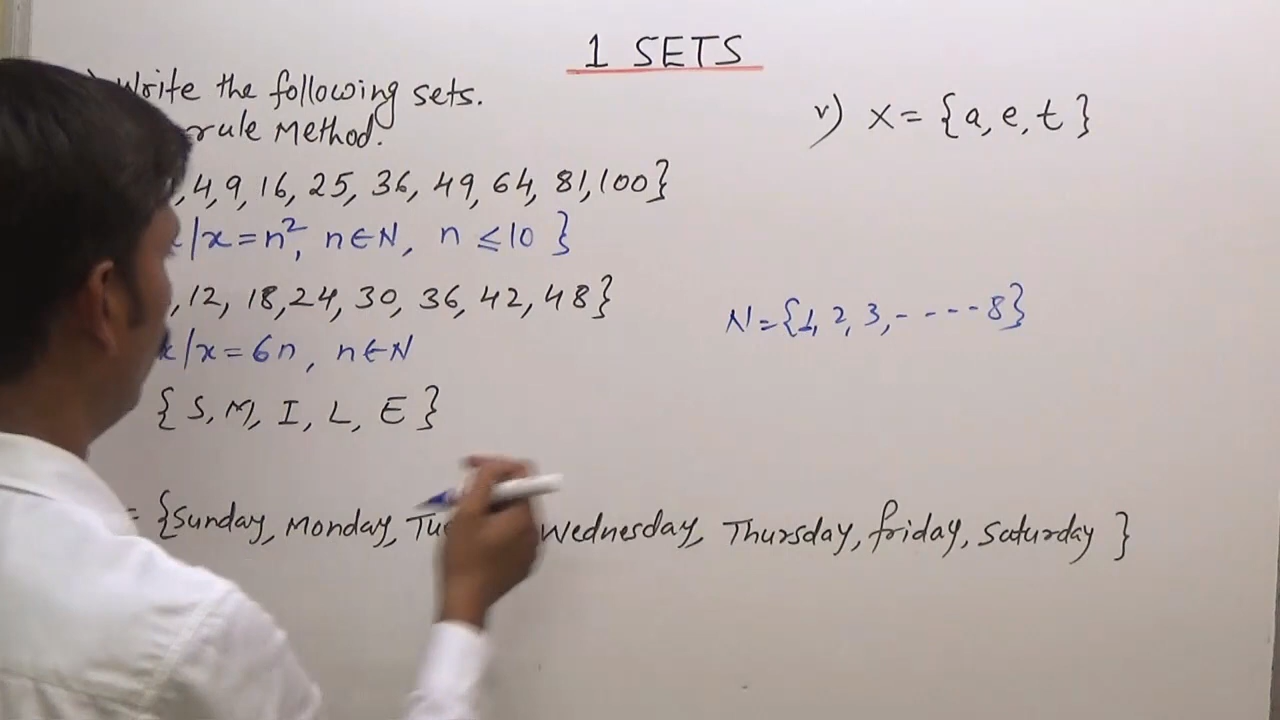 1 SETS
Write the following sets.
rule Method.
4, 9, 16, 25, 36, 49, 64, 81, 100}
/x = n², n∈N, n ≤ 10 }
, 12, 18, 24, 30, 36, 42, 48}
/x = 6n, n∈N
{ S, M, I, L, E }
= {Sunday, Monday, Wednesday, Thursday, friday, Saturday }
v) X = {a, e, t }
N = {1, 2, 3, - - - - 8}